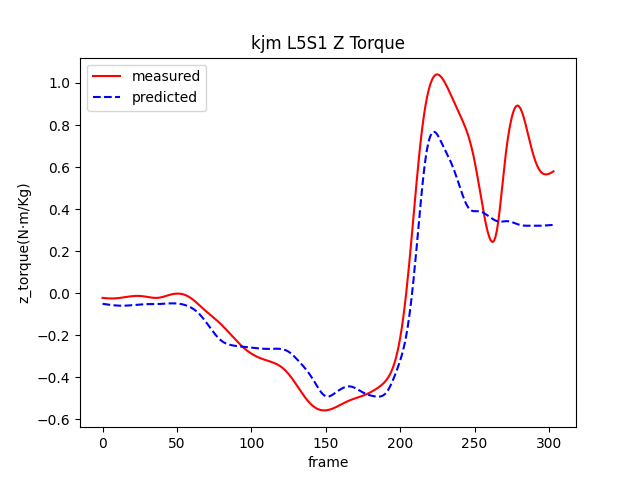 kjm L5S1 Z Torque
measured
predicted
1.0
0.8
0.6
0.4
0.2
0.0
−0.2
−0.4
−0.6
z_torque(N·m/Kg)
0 50 100 150 200 250 300
frame